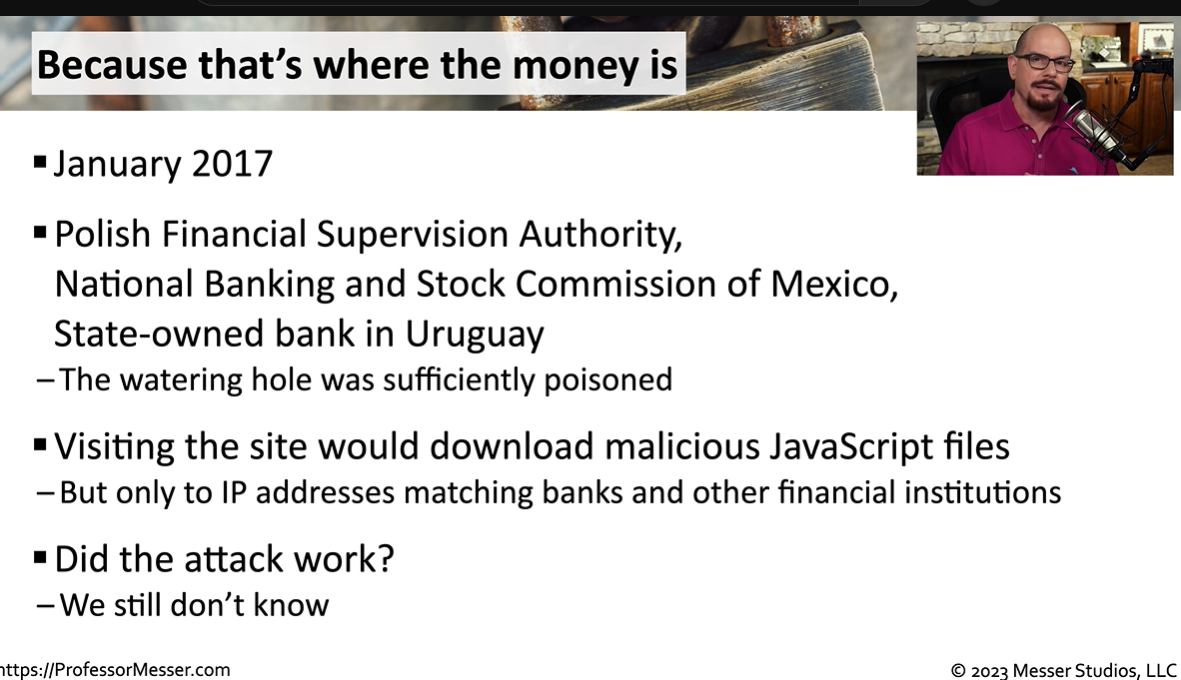 Because that’s where the money is
▪ January 2017
▪ Polish Financial Supervision Authority,
National Banking and Stock Commission of Mexico,
State-owned bank in Uruguay
– The watering hole was sufficiently poisoned
▪ Visiting the site would download malicious JavaScript files
– But only to IP addresses matching banks and other financial institutions
▪ Did the attack work?
– We still don’t know
https://ProfessorMesser.com
© 2023 Messer Studios, LLC